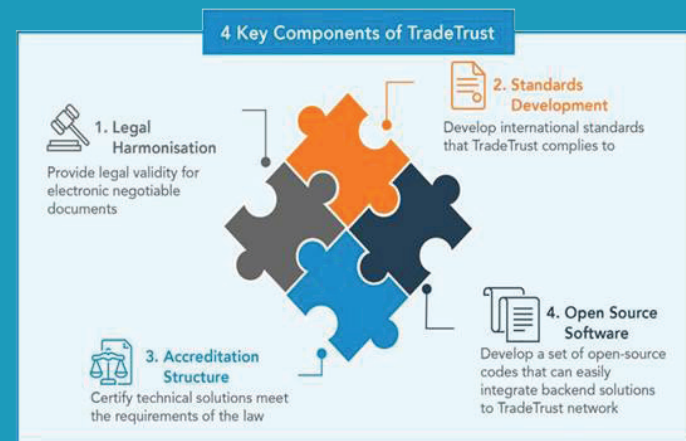 4 Key Components of TradeTrust
1. Legal
Harmonisation
Provide legal validity for
electronic negotiable
documents
2. Standards
Development
Develop international standards
that TradeTrust complies to
3. Accreditation
Structure
Certify technical solutions meet
the requirements of the law
4. Open Source
Software
Develop a set of open-source
codes that can easily
integrate backend solutions
to TradeTrust network